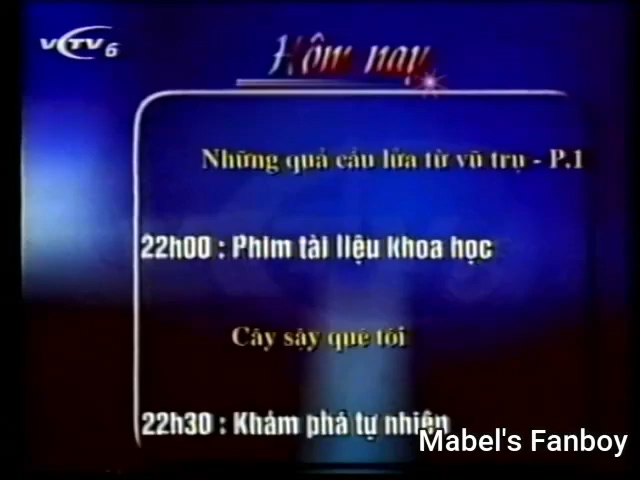 VCTV6
Hôm nay
Những quả cầu lửa từ vũ trụ - P.1
22h00 : Phim tài liệu khoa học
Cây sậy quê tôi
22h30 : Khám phá tự nhiên
Mabel's Fanboy